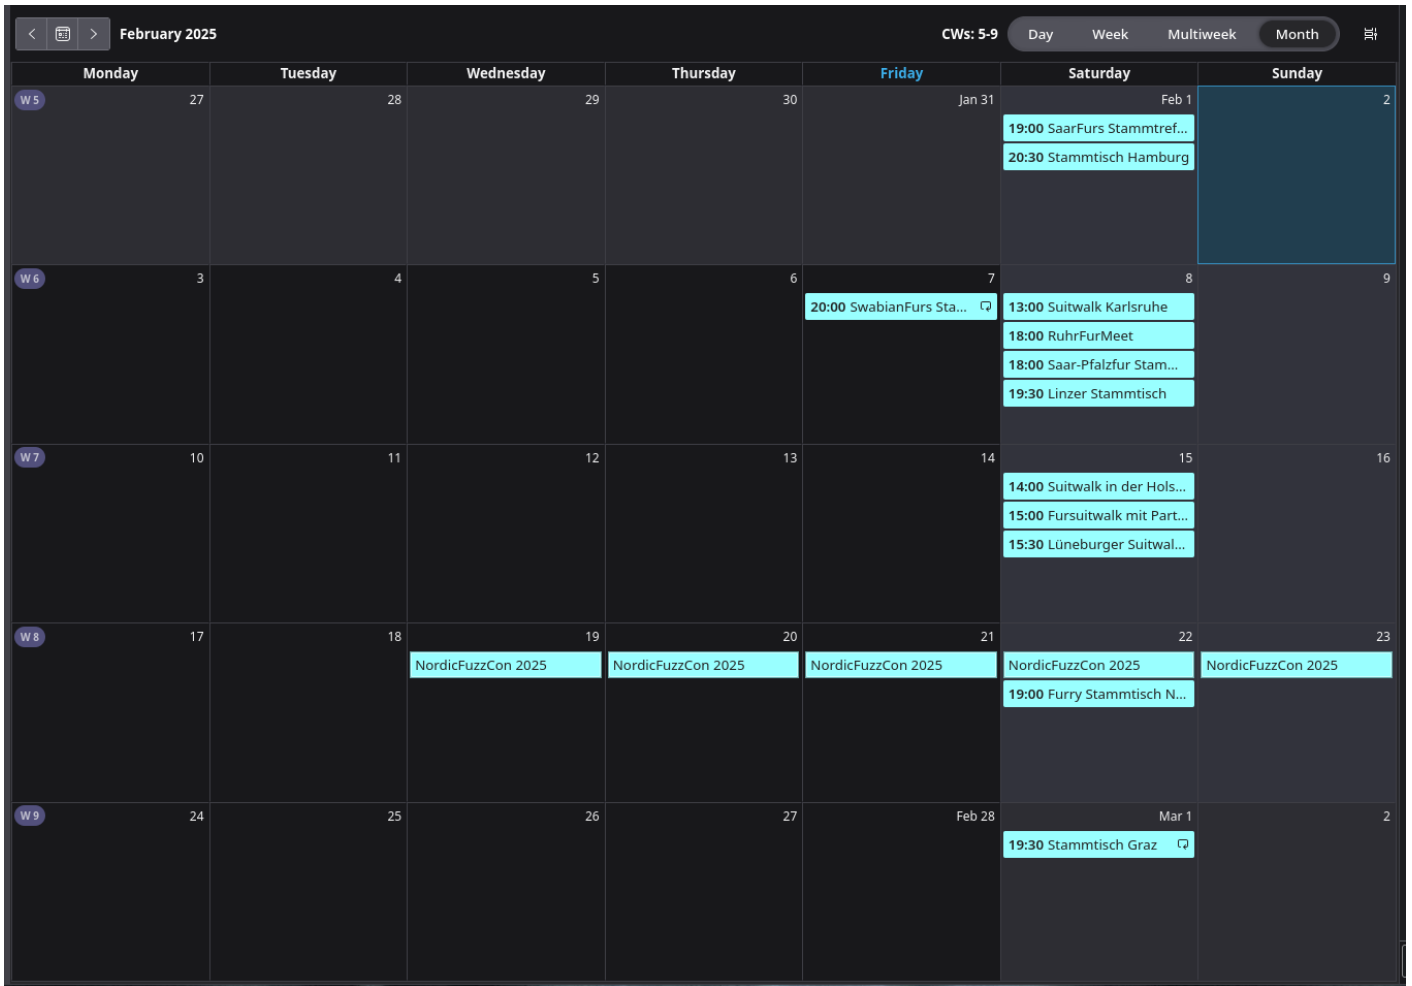 February 2025
CWs: 5-9
Day Week Multiweek Month
Monday Tuesday Wednesday Thursday Friday Saturday Sunday
W 5 27 28 29 30 Jan 31 Feb 1 2
19:00 SaarFurs Stammtref...
20:30 Stammtisch Hamburg
W 6 3 4 5 6 7 8 9
20:00 SwabianFurs Sta...
13:00 Suitwalk Karlsruhe
18:00 RuhrFurMeet
18:00 Saar-Pfalzfur Stam...
19:30 Linzer Stammtisch
W 7 10 11 12 13 14 15 16
14:00 Suitwalk in der Hols...
15:00 Fursuitwalk mit Part...
15:30 Lüneburger Suitwal...
W 8 17 18 19 20 21 22 23
NordicFuzzCon 2025 NordicFuzzCon 2025 NordicFuzzCon 2025 NordicFuzzCon 2025 NordicFuzzCon 2025
19:00 Furry Stammtisch N...
W 9 24 25 26 27 Feb 28 Mar 1 2
19:30 Stammtisch Graz